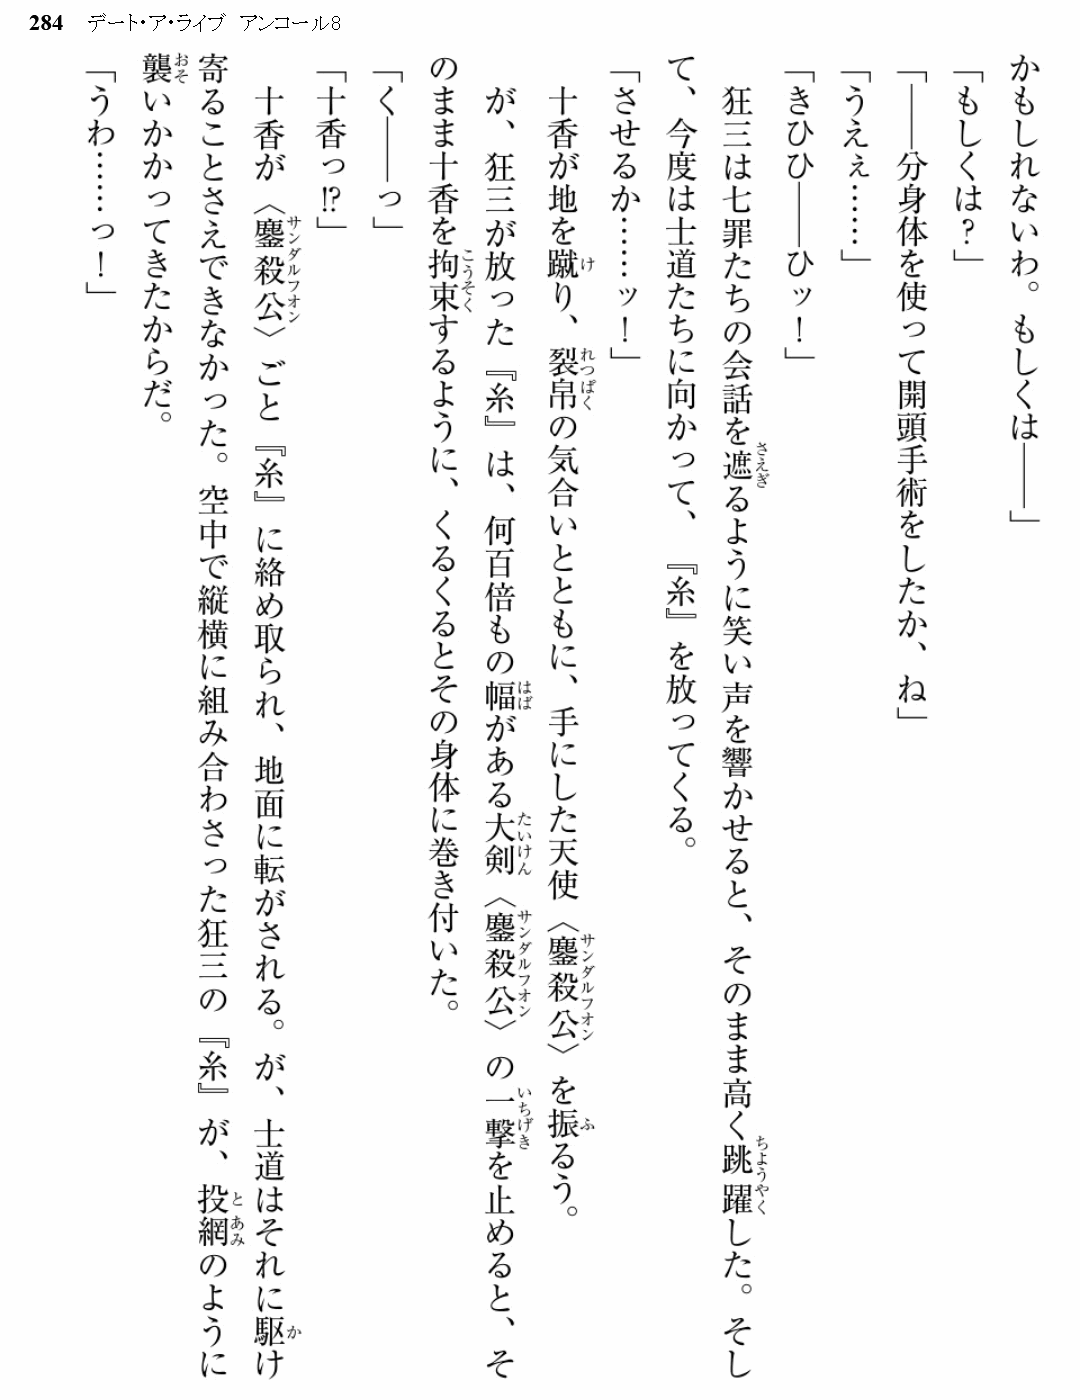 284 デート・ア・ライブ アンコール8
かもしれないわ。もしくは――」
「もしくは？」
「――分身体を使って開頭手術をしたか、ね」
「うえぇ……」
「きひひ――ひッ！」
狂三は七罪たちの会話を遮るように笑い声を響かせると、そのまま高く跳躍した。そし
て、今度は士道たちに向かって、『糸』を放ってくる。
「させるか……ッ！」
十香が地を蹴り、裂帛の気合いとともに、手にした天使〈鏖殺公〉を振るう。
が、狂三が放った『糸』は、何百倍もの幅がある大剣〈鏖殺公〉の一撃を止めると、そ
のまま十香を拘束するように、くるくるとその身体に巻き付いた。
「く――っ」
「十香っ!?」
十香が〈鏖殺公〉ごと『糸』に絡め取られ、地面に転がされる。が、士道はそれに駆け
寄ることさえできなかった。空中で縦横に組み合わさった狂三の『糸』が、投網のように
襲いかかってきたからだ。
「うわ……っ！」